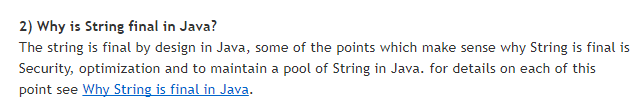 2) Why is String final in Java?
The string is final by design in Java, some of the points which make sense why String is final is
Security, optimization and to maintain a pool of String in Java. for details on each of this
point see Why String is final in Java.